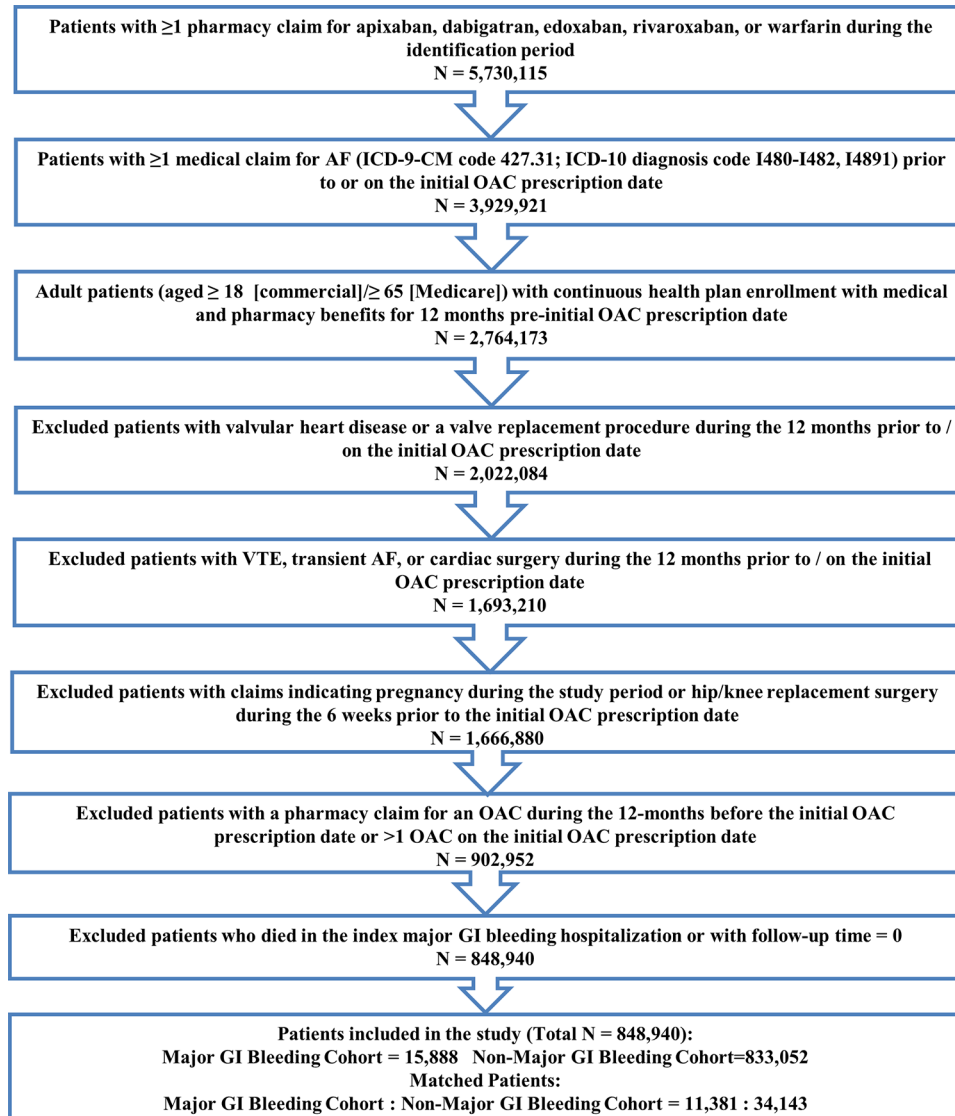 Patients with ≥1 pharmacy claim for apixaban, dabigatran, edoxaban, rivaroxaban, or warfarin during the
identification period
N = 5,730,115
Patients with ≥1 medical claim for AF (ICD-9-CM code 427.31; ICD-10 diagnosis code I480-I482, I4891) prior
to or on the initial OAC prescription date
N = 3,929,921
Adult patients (aged ≥ 18 [commercial]/≥ 65 [Medicare]) with continuous health plan enrollment with medical
and pharmacy benefits for 12 months pre-initial OAC prescription date
N = 2,764,173
Excluded patients with valvular heart disease or a valve replacement procedure during the 12 months prior to /
on the initial OAC prescription date
N = 2,022,084
Excluded patients with VTE, transient AF, or cardiac surgery during the 12 months prior to / on the initial
OAC prescription date
N = 1,693,210
Excluded patients with claims indicating pregnancy during the study period or hip/knee replacement surgery
during the 6 weeks prior to the initial OAC prescription date
N = 1,666,880
Excluded patients with a pharmacy claim for an OAC during the 12-months before the initial OAC
prescription date or >1 OAC on the initial OAC prescription date
N = 902,952
Excluded patients who died in the index major GI bleeding hospitalization or with follow-up time = 0
N = 848,940
Patients included in the study (Total N = 848,940):
Major GI Bleeding Cohort = 15,888 Non-Major GI Bleeding Cohort=833,052
Matched Patients:
Major GI Bleeding Cohort : Non-Major GI Bleeding Cohort = 11,381 : 34,143